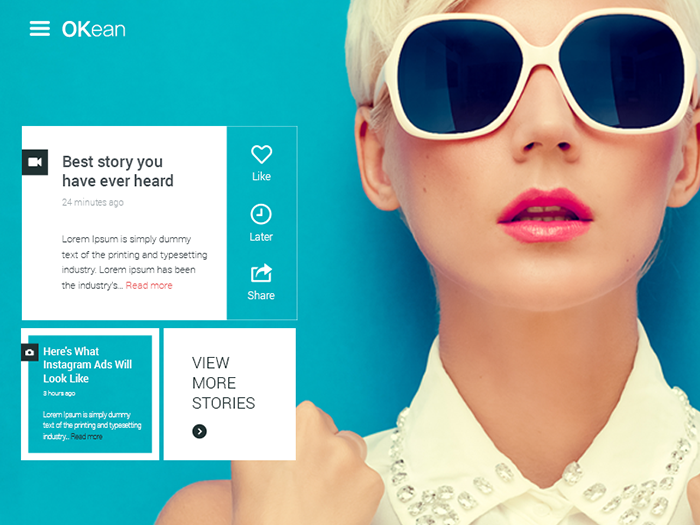 OKean
Best story you
have ever heard
24 minutes ago
Lorem Ipsum is simply dummy
text of the printing and typesetting
industry. Lorem ipsum has been
the industry's... Read more
Like
Later
Share
Here's What
Instagram Ads Will
Look Like
3 hours ago
Lorem Ipsum is simply dummy
text of the printing and typesetting
industry... Read more
VIEW
MORE
STORIES